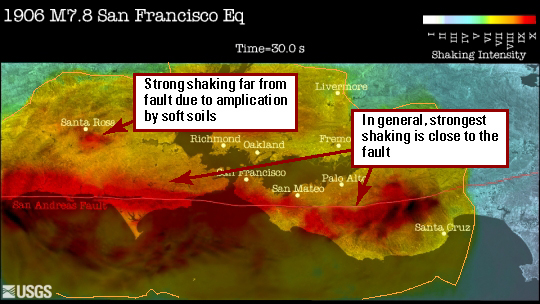 1906 M7.8 San Francisco Eq
I II III IV V VI VII VIII IX X
Shaking Intensity
Time=30.0 s
Strong shaking far from
fault due to amplication
by soft soils
Livermore
Santa Rosa
In general, strongest
shaking is close to the
fault
Richmond
Oakland
Fremo
San Francisco
Palo Alto
San Mateo
San Andreas Fault
Santa Cruz
USGS